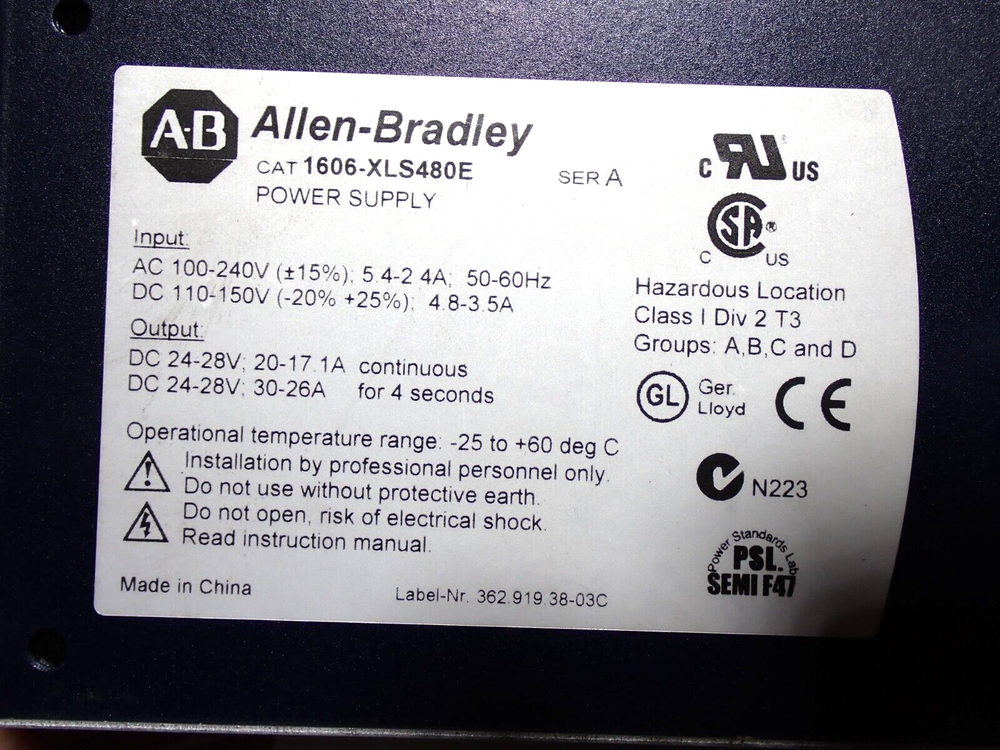 A-B Allen-Bradley
CAT 1606-XLS480E SER A
POWER SUPPLY
Input:
AC 100-240V (±15%); 5.4-2.4A; 50-60Hz
DC 110-150V (-20% +25%); 4.8-3.5A
Output:
DC 24-28V; 20-17.1A continuous
DC 24-28V; 30-26A for 4 seconds
Operational temperature range: -25 to +60 deg C
Installation by professional personnel only.
Do not use without protective earth.
Do not open, risk of electrical shock.
Read instruction manual.
Made in China
Label-Nr. 362.919.38-03C
C RU US
SA ®
C US
Hazardous Location
Class I Div 2 T3
Groups: A,B,C and D
GL Ger. Lloyd CE
N223
Power Standards Lab
PSL.
SEMI F47